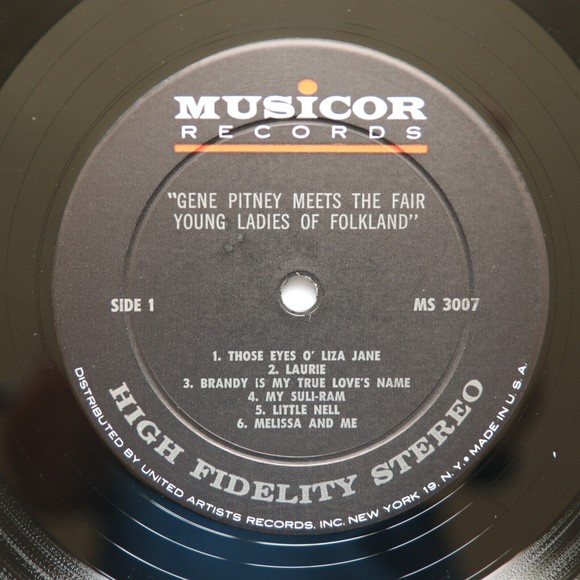 MUSICOR
RECORDS
"GENE PITNEY MEETS THE FAIR
YOUNG LADIES OF FOLKLAND"
SIDE 1
MS 3007
1. THOSE EYES O' LIZA JANE
2. LAURIE
3. BRANDY IS MY TRUE LOVE'S NAME
4. MY SULI-RAM
5. LITTLE NELL
6. MELISSA AND ME
HIGH FIDELITY STEREO
DISTRIBUTED BY UNITED ARTISTS RECORDS, INC. NEW YORK 19, N.Y. • MADE IN U.S.A.